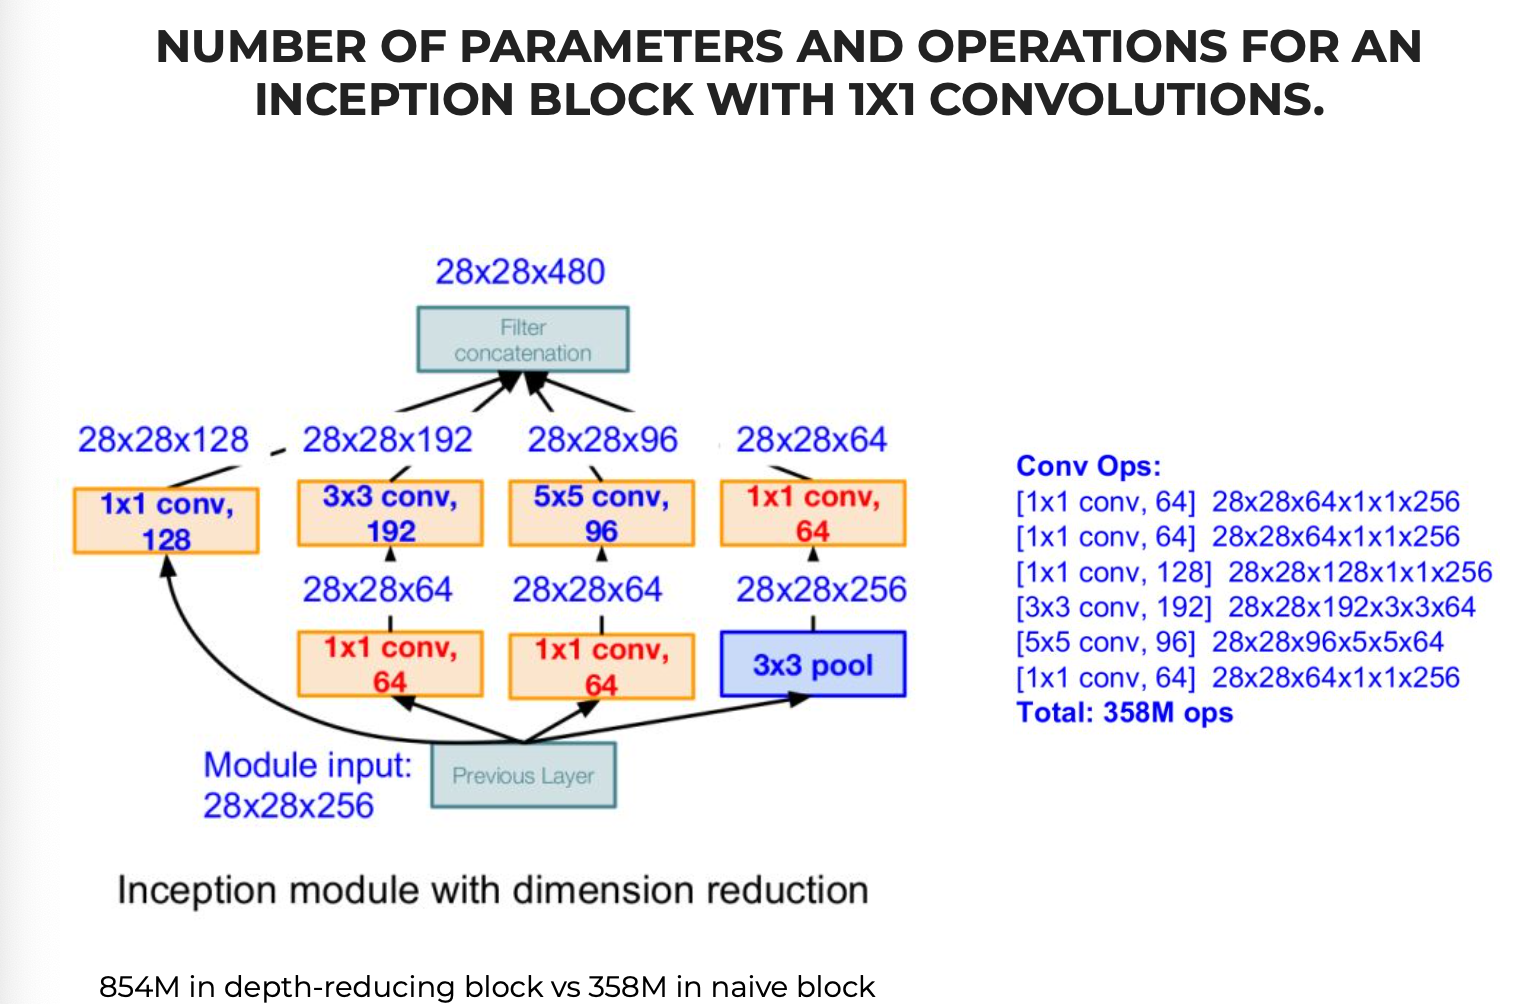 NUMBER OF PARAMETERS AND OPERATIONS FOR AN
INCEPTION BLOCK WITH 1X1 CONVOLUTIONS.
28x28x480
Filter
concatenation
28x28x128
28x28x192
28x28x96
28x28x64
1x1 conv,
128
3x3 conv,
192
5x5 conv,
96
1x1 conv,
64
28x28x64
28x28x64
28x28x256
1x1 conv,
64
1x1 conv,
64
3x3 pool
Module input:
28x28x256
Previous Layer
Conv Ops:
[1x1 conv, 64] 28x28x64x1x1x256
[1x1 conv, 64] 28x28x64x1x1x256
[1x1 conv, 128] 28x28x128x1x1x256
[3x3 conv, 192] 28x28x192x3x3x64
[5x5 conv, 96] 28x28x96x5x5x64
[1x1 conv, 64] 28x28x64x1x1x256
Total: 358M ops
Inception module with dimension reduction
854M in depth-reducing block vs 358M in naive block